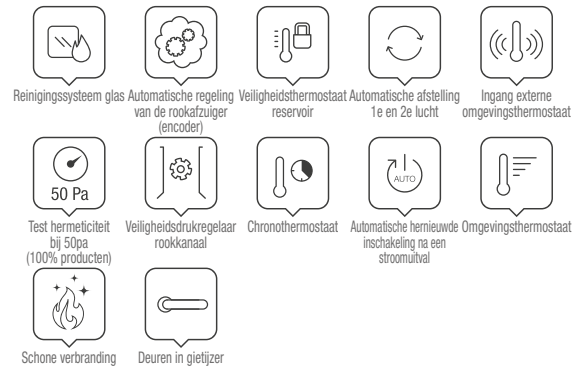 Reinigingssysteem glas
Automatische regeling
van de rookafzuiger
(encoder)
Veiligheidsthermostaat
reservoir
Automatische afstelling
1e en 2e lucht
Ingang externe
omgevingsthermostaat
50 Pa
Test hermeticiteit
bij 50pa
(100% producten)
Veiligheidsdrukregelaar
rookkanaal
Chronothermostaat
AUTO
Automatische hernieuwde
inschakeling na een
stroomuitval
Omgevingsthermostaat
Schone verbranding
Deuren in gietijzer